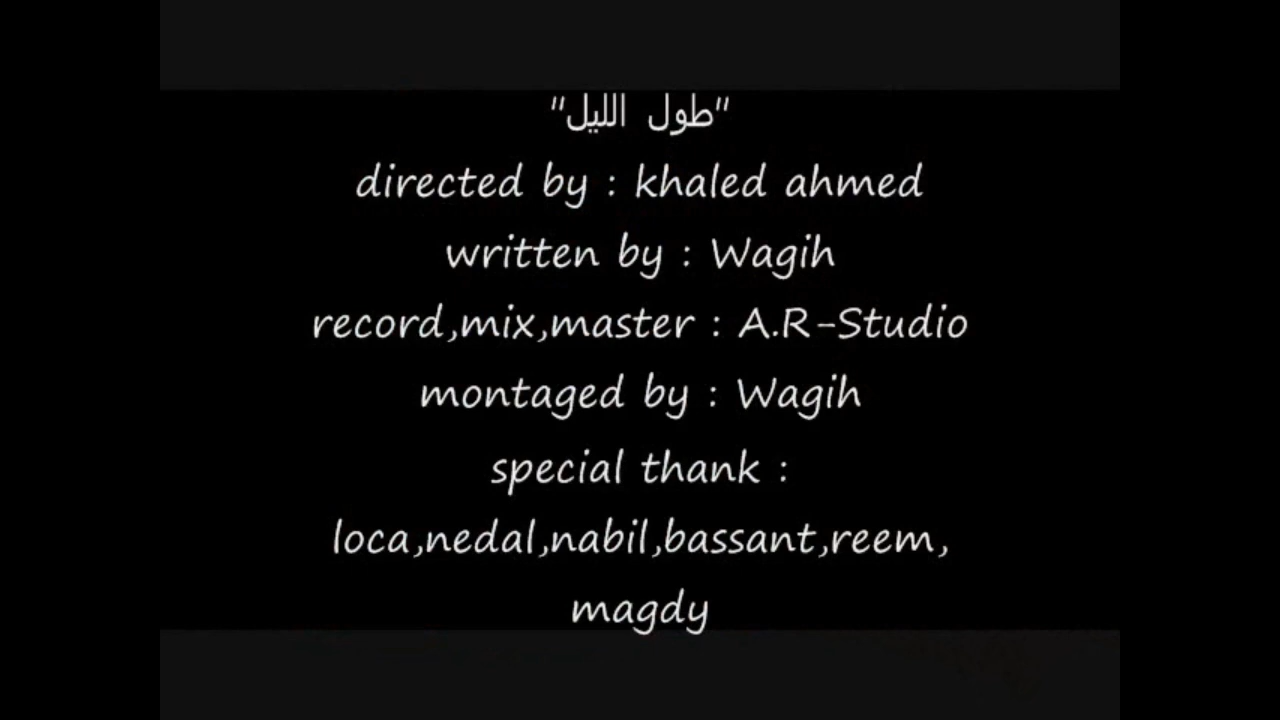 "طول الليل"
directed by : khaled ahmed
written by : Wagih
record,mix,master : A.R-Studio
montaged by : Wagih
special thank :
loca,nedal,nabil,bassant,reem,
magdy